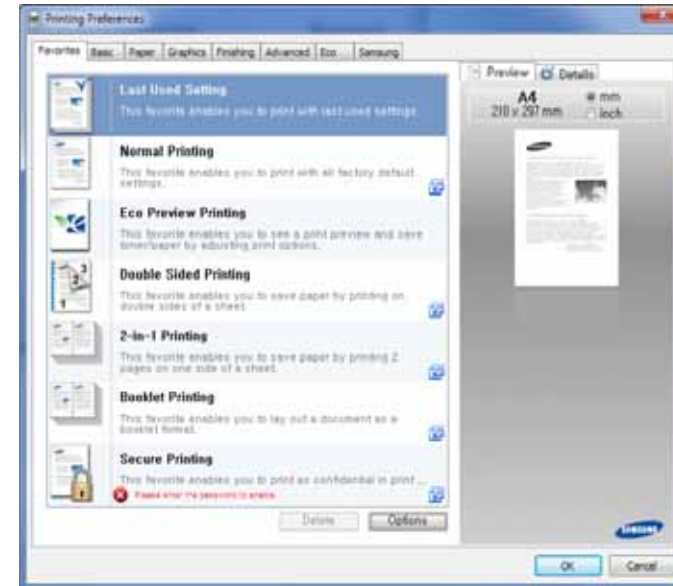 Printing Preferences
Favorites Basic Paper Graphics Finishing Advanced Eco Samsung
Last Used Setting
This favorite enables you to print with last used settings.
Normal Printing
This favorite enables you to print with all factory default
settings.
Eco Preview Printing
This favorite enables you to see a print preview and save
toner/paper by adjusting print options.
Double Sided Printing
This favorite enables you to save paper by printing on
double sides of a sheet.
2-in-1 Printing
This favorite enables you to save paper by printing 2
pages on one side of a sheet.
Booklet Printing
This favorite enables you to lay out a document as a
booklet format.
Secure Printing
This favorite enables you to print as confidential in print ...
Please enter the password to enable.
Delete Options
Preview Details
A4
210 x 297 mm
mm
inch
SAMSUNG
OK Cancel